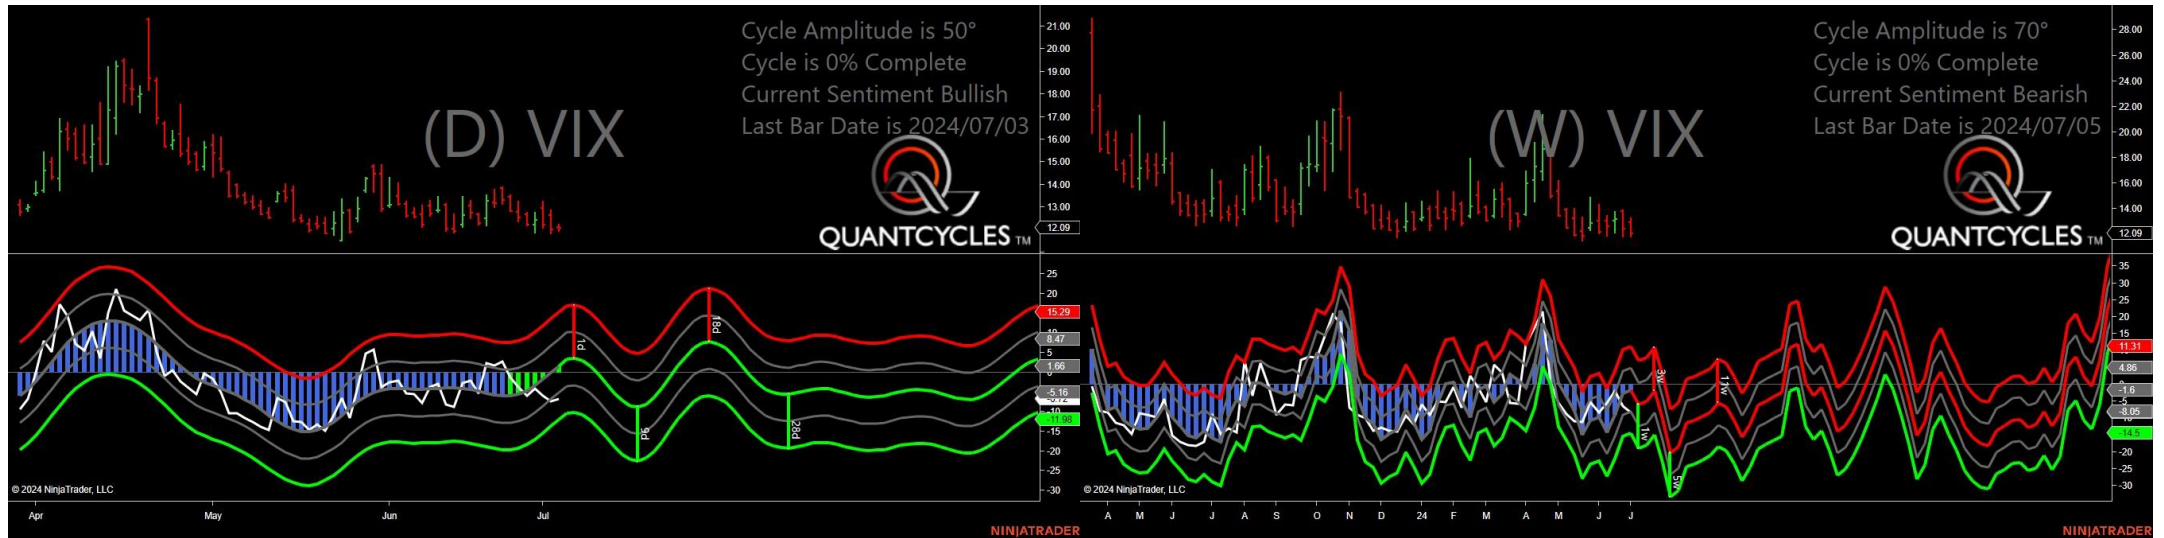 Cycle Amplitude is 50°
Cycle is 0% Complete
Current Sentiment Bullish
Last Bar Date is 2024/07/03
(D) VIX
QUANTCYCLES TM
21.00
20.00
19.00
18.00
17.00
16.00
15.00
14.00
13.00
12.09
25
20
15.29
10
8.47
5
1.66
0
-5.16
-10
-11.98
-15
-20
-25
-30
1d
9d
18d
28d
© 2024 NinjaTrader, LLC
Apr May Jun Jul
NINJATRADER
Cycle Amplitude is 70°
Cycle is 0% Complete
Current Sentiment Bearish
Last Bar Date is 2024/07/05
(W) VIX
QUANTCYCLES TM
28.00
26.00
24.00
22.00
20.00
18.00
16.00
14.00
12.09
35
30
25
20
15
11.31
4.86
-1.6
-5
-8.05
-14.5
-20
-25
-30
1w
3w
5w
11w
© 2024 NinjaTrader, LLC
A M J J A S O N D 24 F M A M J J
NINJATRADER